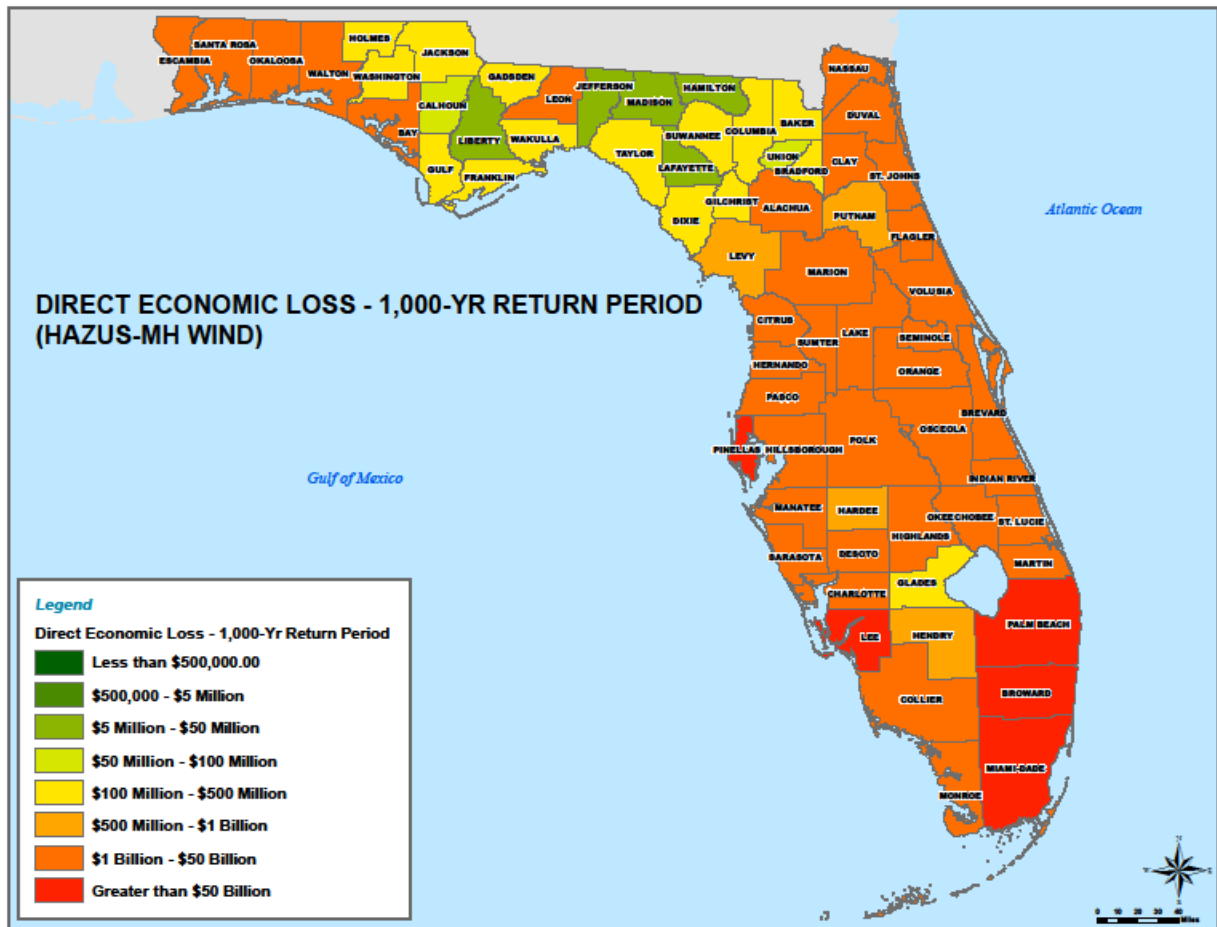 HOLMES
SANTA ROSA
JACKSON
ESCAMBIA
OKALOOSA
WALTON
WASHINGTON
GADSDEN
NASSAU
LEON
JEFFERSON
HAMILTON
MADISON
CALHOUN
BAY
LIBERTY
WAKULLA
SUWANNEE
COLUMBIA
BAKER
DUVAL
TAYLOR
UNION
LAFAYETTE
BRADFORD
CLAY
ST. JOHNS
GULF
FRANKLIN
GILCHRIST
ALACHUA
PUTNAM
DIXIE
FLAGLER
Atlantic Ocean
LEVY
MARION
VOLUSIA
DIRECT ECONOMIC LOSS - 1,000-YR RETURN PERIOD
(HAZUS-MH WIND)
CITRUS
SUMTER
LAKE
SEMINOLE
HERNANDO
ORANGE
PASCO
BREVARD
OSCEOLA
POLK
PINELLAS
HILLSBOROUGH
Gulf of Mexico
INDIAN RIVER
MANATEE
HARDEE
OKEECHOBEE
ST. LUCIE
HIGHLANDS
SARASOTA
DESOTO
MARTIN
GLADES
CHARLOTTE
PALM BEACH
LEE
HENDRY
BROWARD
COLLIER
MIAMI-DADE
MONROE
Legend
Direct Economic Loss - 1,000-Yr Return Period
Less than $500,000.00
$500,000 - $5 Million
$5 Million - $50 Million
$50 Million - $100 Million
$100 Million - $500 Million
$500 Million - $1 Billion
$1 Billion - $50 Billion
Greater than $50 Billion
N
W E
S
0 10 20 30 40
Miles